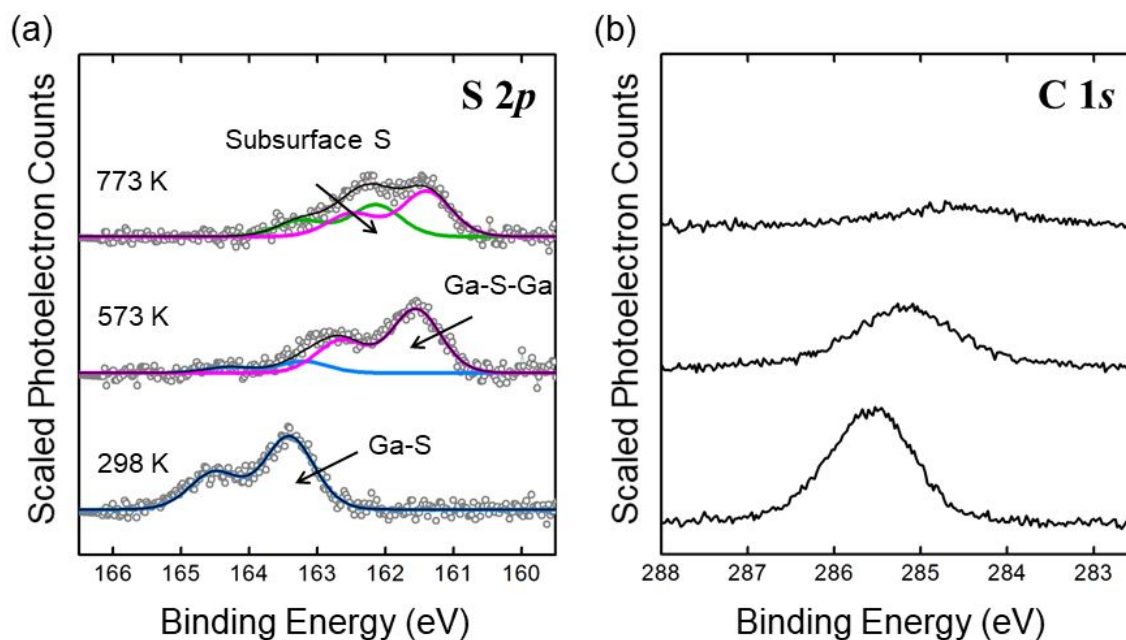 (a)
S 2p
Subsurface S
773 K
Ga-S-Ga
573 K
Ga-S
298 K
Scaled Photoelectron Counts
166 165 164 163 162 161 160
Binding Energy (eV)
(b)
C 1s
Scaled Photoelectron Counts
288 287 286 285 284 283
Binding Energy (eV)